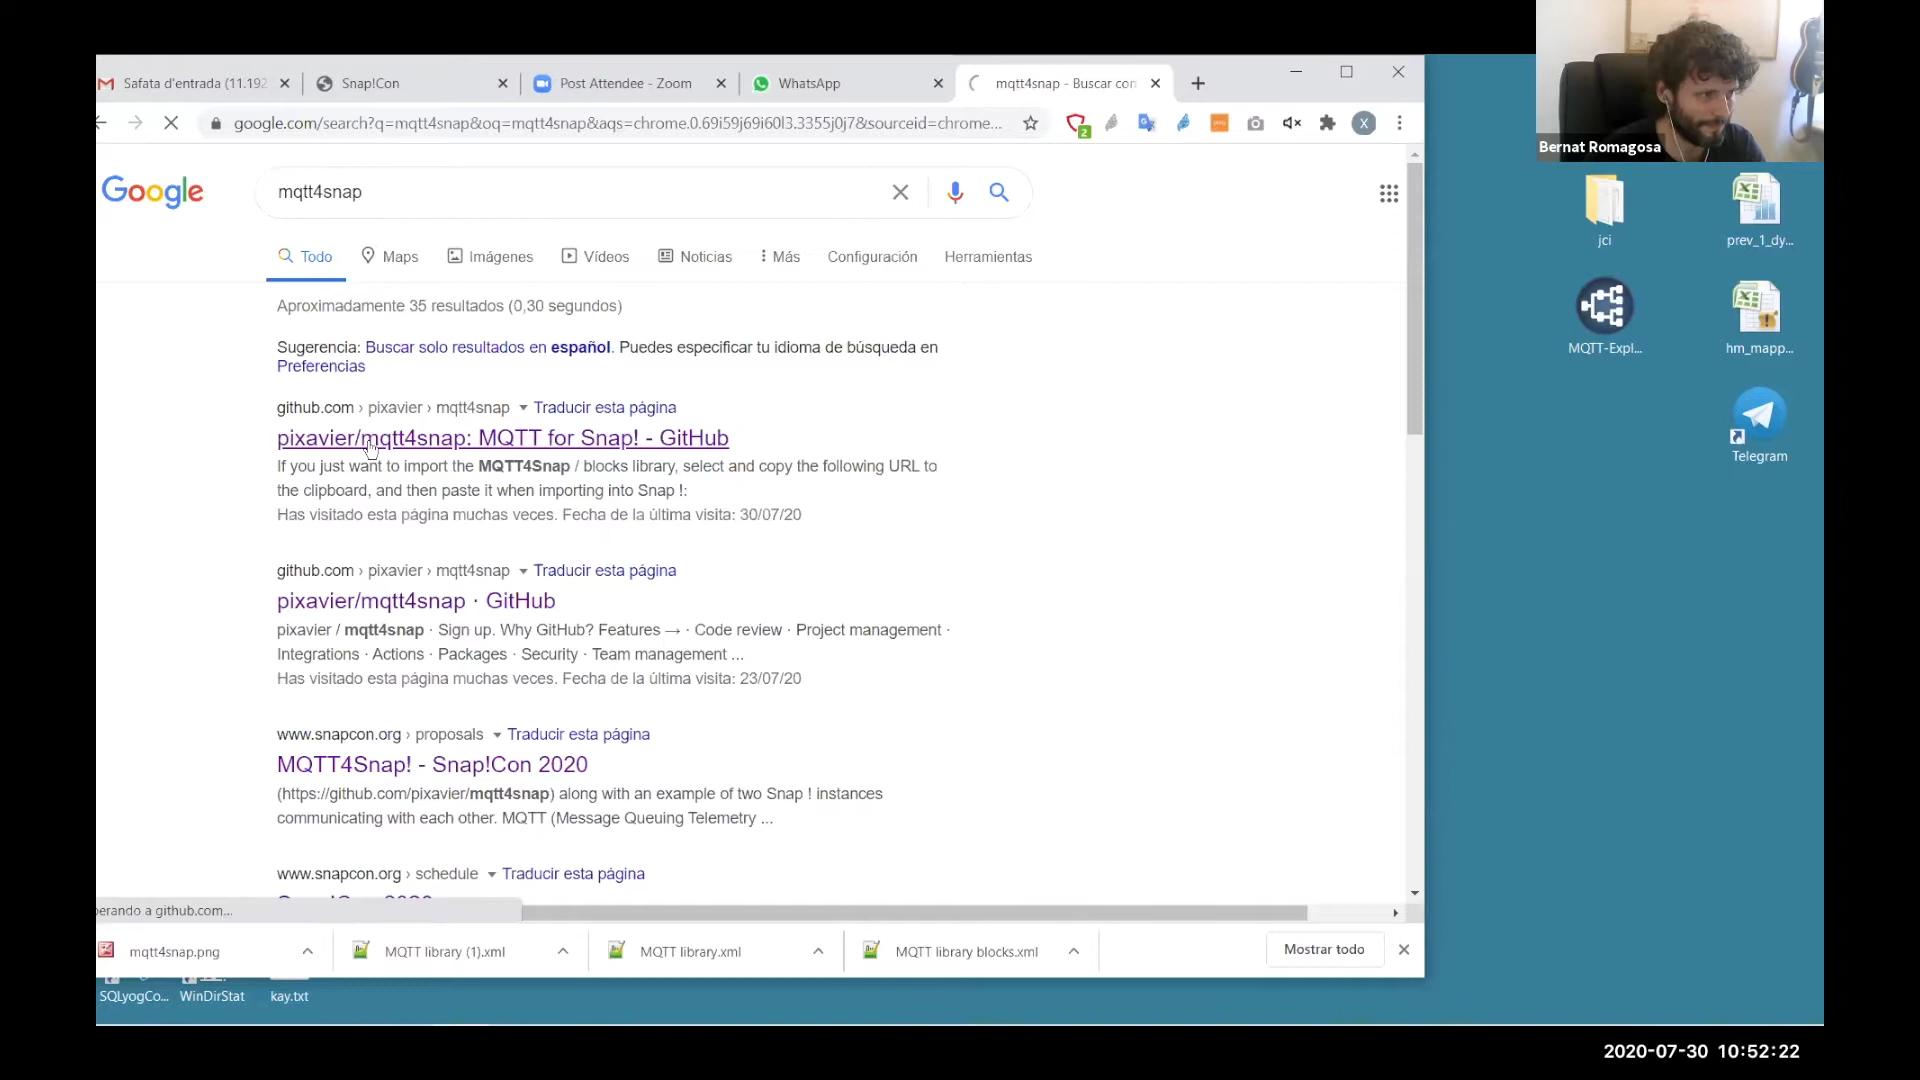 Safata d'entrada (11.192
Snap!Con
Post Attendee - Zoom
WhatsApp
mqtt4snap - Buscar con
google.com/search?q=mqtt4snap&oq=mqtt4snap&aqs=chrome.0.69i59j69i60l3.3355j0j7&sourceid=chrome...
2
X
Bernat Romagosa
Google
mqtt4snap
Todo
Maps
Imágenes
Vídeos
Noticias
Más
Configuración
Herramientas
Aproximadamente 35 resultados (0,30 segundos)
Sugerencia: Buscar solo resultados en español. Puedes especificar tu idioma de búsqueda en
Preferencias
github.com › pixavier › mqtt4snap Traducir esta página
pixavier/mqtt4snap: MQTT for Snap! - GitHub
If you just want to import the MQTT4Snap / blocks library, select and copy the following URL to
the clipboard, and then paste it when importing into Snap !:
Has visitado esta página muchas veces. Fecha de la última visita: 30/07/20
github.com › pixavier › mqtt4snap Traducir esta página
pixavier/mqtt4snap · GitHub
pixavier / mqtt4snap · Sign up. Why GitHub? Features → · Code review · Project management ·
Integrations · Actions · Packages · Security · Team management ...
Has visitado esta página muchas veces. Fecha de la última visita: 23/07/20
www.snapcon.org › proposals Traducir esta página
MQTT4Snap! - Snap!Con 2020
(https://github.com/pixavier/mqtt4snap) along with an example of two Snap ! instances
communicating with each other. MQTT (Message Queuing Telemetry ...
www.snapcon.org › schedule Traducir esta página
perando a github.com...
mqtt4snap.png
MQTT library (1).xml
MQTT library.xml
MQTT library blocks.xml
Mostrar todo
SQLyogCo...
WinDirStat
kay.txt
jci
prev_1_dy...
MQTT-Expl...
hm_mapp...
Telegram
2020-07-30 10:52:22